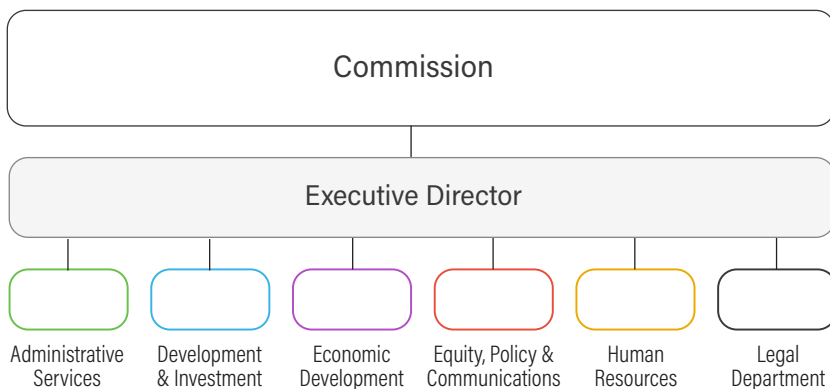 Commission
Executive Director
Administrative
Services
Development
& Investment
Economic
Development
Equity, Policy &
Communications
Human
Resources
Legal
Department